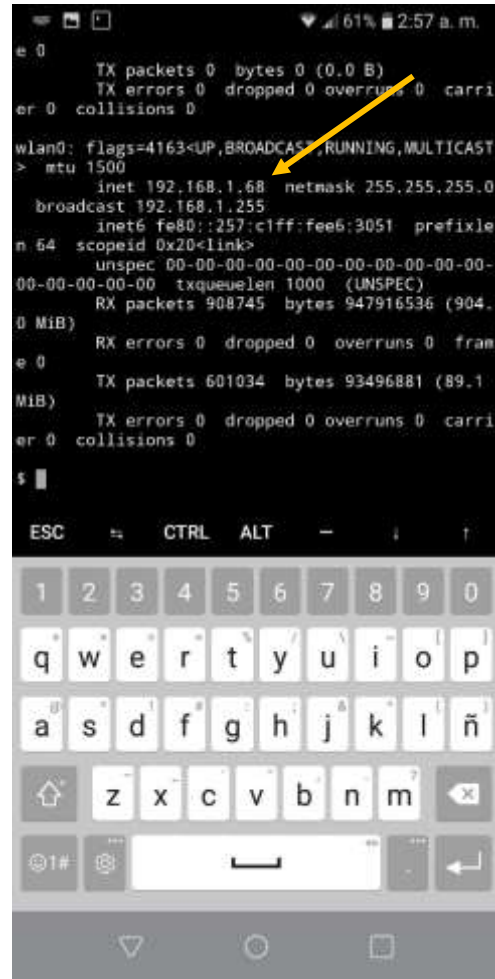 61% 2:57 a. m.
e 0
TX packets 0 bytes 0 (0.0 B)
TX errors 0 dropped 0 overruns 0 carri
er 0 collisions 0
wlan0: flags=4163<UP,BROADCAST,RUNNING,MULTICAST
> mtu 1500
inet 192.168.1.68 netmask 255.255.255.0
broadcast 192.168.1.255
inet6 fe80::257:c1ff:fee6:3051 prefixle
n 64 scopeid 0x20<link>
unspec 00-00-00-00-00-00-00-00-00-00-
00-00-00-00-00 txqueuelen 1000 (UNSPEC)
RX packets 908745 bytes 947916536 (904.
0 MiB)
RX errors 0 dropped 0 overruns 0 fram
e 0
TX packets 601034 bytes 93496881 (89.1
MiB)
TX errors 0 dropped 0 overruns 0 carri
er 0 collisions 0
$
ESC CTRL ALT – ↓ ↑
1 2 3 4 5 6 7 8 9 0
q w e r t y u i o p
a s d f g h j k l ñ
z x c v b n m
1#